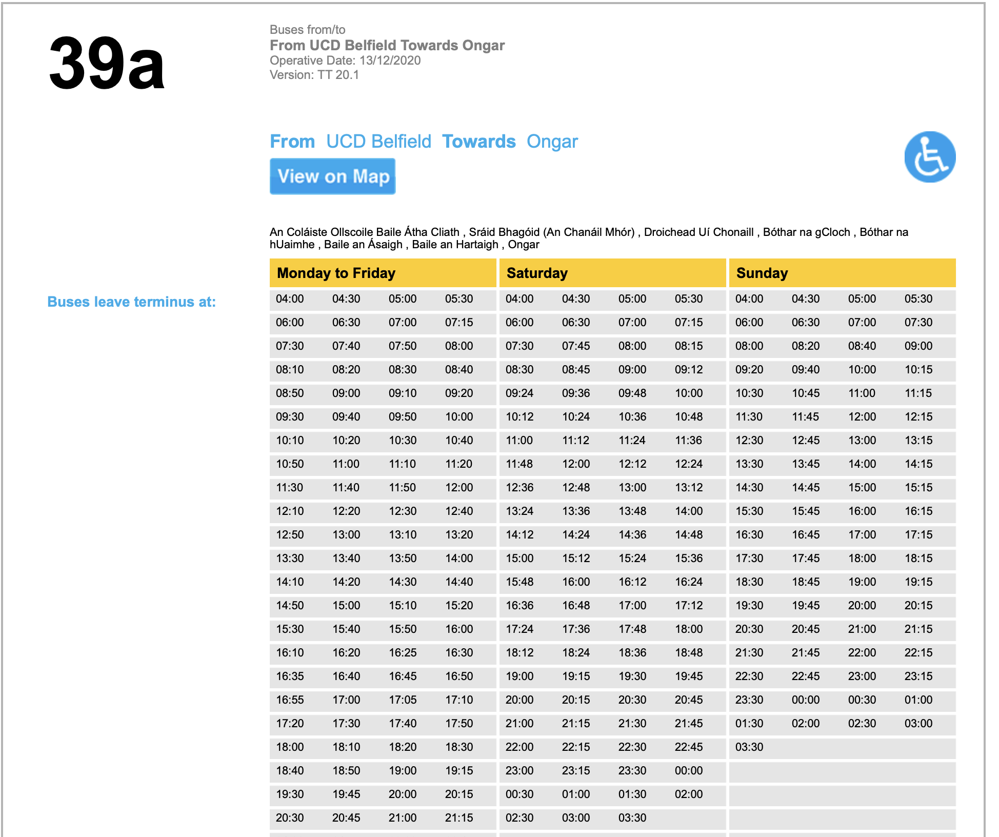 39a
Buses from/to
From UCD Belfield Towards Ongar
Operative Date: 13/12/2020
Version: TT 20.1
From UCD Belfield Towards Ongar
View on Map
An Coláiste Ollscoile Baile Átha Cliath , Sráid Bhagóid (An Chanáil Mhór) , Droichead Uí Chonaill , Bóthar na gCloch , Bóthar na
hUaimhe , Baile an Ásaigh , Baile an Hartaigh , Ongar
Monday to Friday Saturday Sunday
Buses leave terminus at:
04:00 04:30 05:00 05:30 04:00 04:30 05:00 05:30 04:00 04:30 05:00 05:30
06:00 06:30 07:00 07:15 06:00 06:30 07:00 07:15 06:00 06:30 07:00 07:30
07:30 07:40 07:50 08:00 07:30 07:45 08:00 08:15 08:00 08:20 08:40 09:00
08:10 08:20 08:30 08:40 08:30 08:45 09:00 09:12 09:20 09:40 10:00 10:15
08:50 09:00 09:10 09:20 09:24 09:36 09:48 10:00 10:30 10:45 11:00 11:15
09:30 09:40 09:50 10:00 10:12 10:24 10:36 10:48 11:30 11:45 12:00 12:15
10:10 10:20 10:30 10:40 11:00 11:12 11:24 11:36 12:30 12:45 13:00 13:15
10:50 11:00 11:10 11:20 11:48 12:00 12:12 12:24 13:30 13:45 14:00 14:15
11:30 11:40 11:50 12:00 12:36 12:48 13:00 13:12 14:30 14:45 15:00 15:15
12:10 12:20 12:30 12:40 13:24 13:36 13:48 14:00 15:30 15:45 16:00 16:15
12:50 13:00 13:10 13:20 14:12 14:24 14:36 14:48 16:30 16:45 17:00 17:15
13:30 13:40 13:50 14:00 15:00 15:12 15:24 15:36 17:30 17:45 18:00 18:15
14:10 14:20 14:30 14:40 15:48 16:00 16:12 16:24 18:30 18:45 19:00 19:15
14:50 15:00 15:10 15:20 16:36 16:48 17:00 17:12 19:30 19:45 20:00 20:15
15:30 15:40 15:50 16:00 17:24 17:36 17:48 18:00 20:30 20:45 21:00 21:15
16:10 16:20 16:25 16:30 18:12 18:24 18:36 18:48 21:30 21:45 22:00 22:15
16:35 16:40 16:45 16:50 19:00 19:15 19:30 19:45 22:30 22:45 23:00 23:15
16:55 17:00 17:05 17:10 20:00 20:15 20:30 20:45 23:30 00:00 00:30 01:00
17:20 17:30 17:40 17:50 21:00 21:15 21:30 21:45 01:30 02:00 02:30 03:00
18:00 18:10 18:20 18:30 22:00 22:15 22:30 22:45 03:30
18:40 18:50 19:00 19:15 23:00 23:15 23:30 00:00
19:30 19:45 20:00 20:15 00:30 01:00 01:30 02:00
20:30 20:45 21:00 21:15 02:30 03:00 03:30